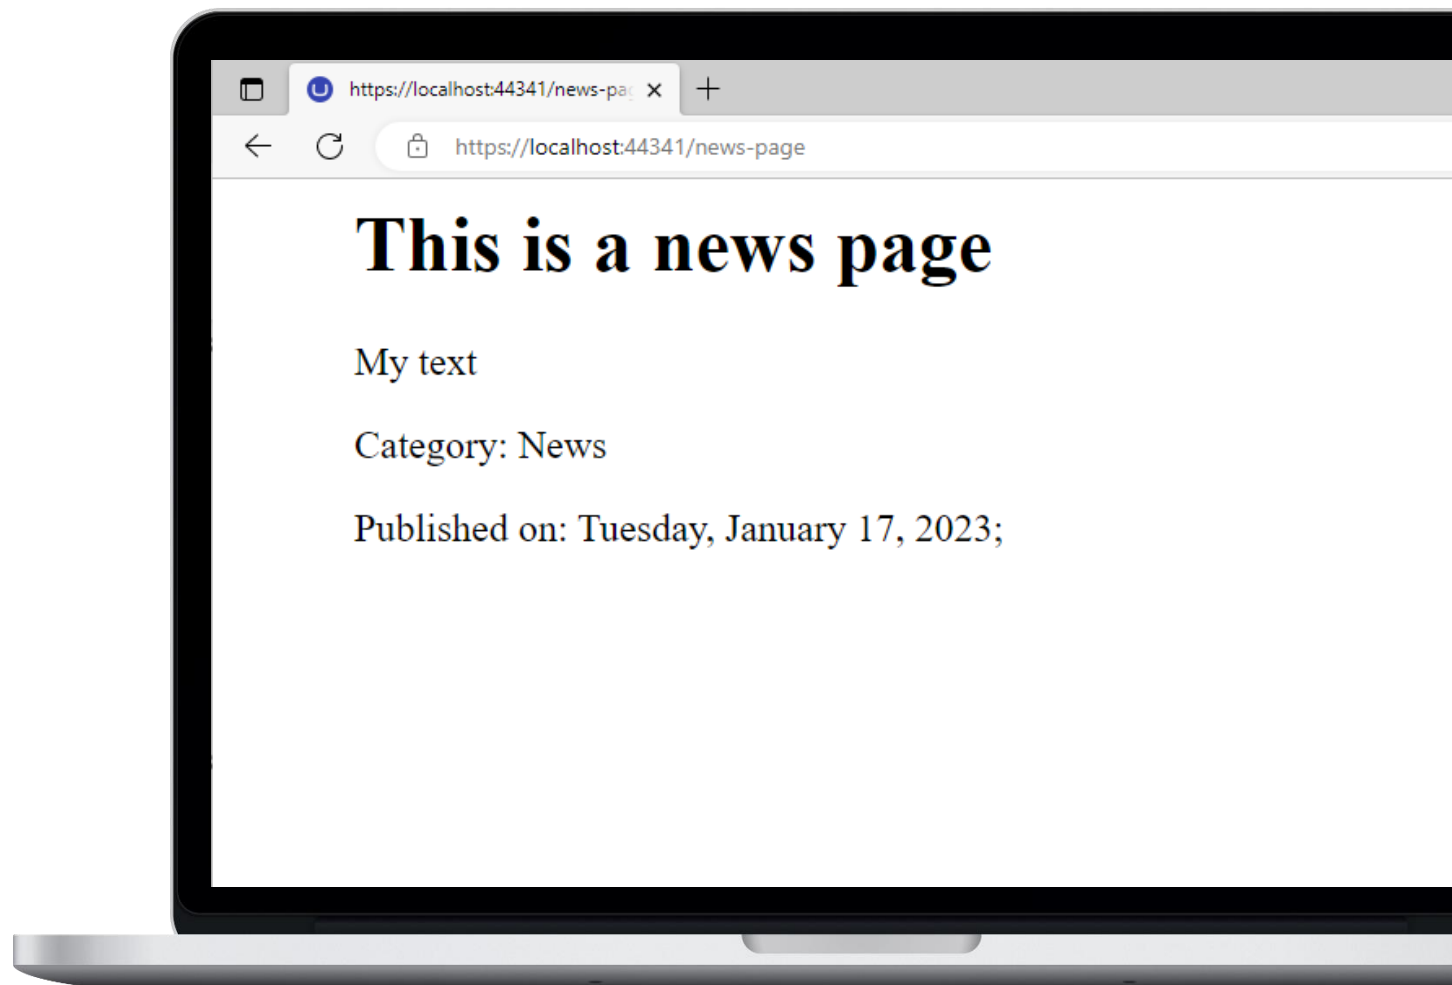 https://localhost:44341/news-pa
https://localhost:44341/news-page
This is a news page
My text
Category: News
Published on: Tuesday, January 17, 2023;